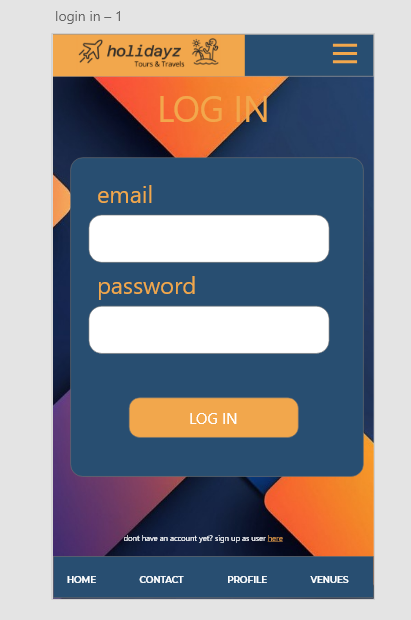 login in – 1
holidayz
Tours & Travels
LOG IN
email
password
LOG IN
dont have an account yet? sign up as user here
HOME CONTACT PROFILE VENUES